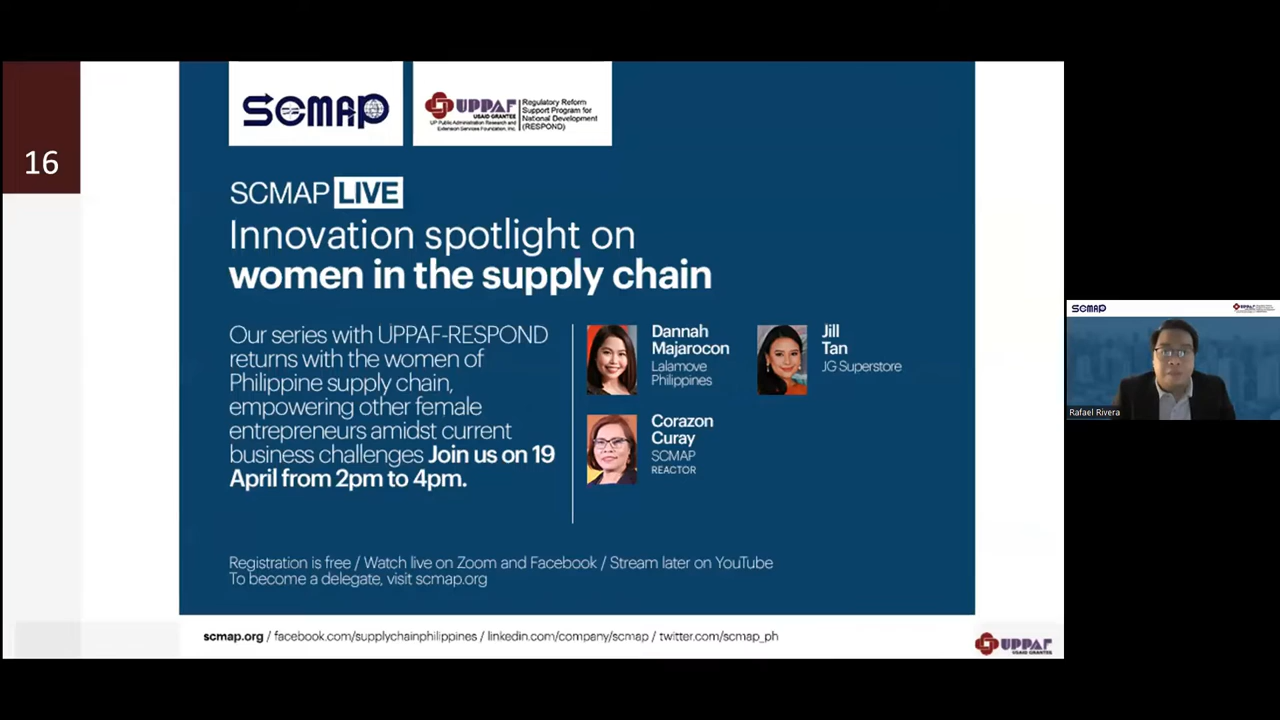 16
SCMAP
UPPAF
USAID GRANTEE
UP Public Administration Research and
Extension Services Foundation, Inc.
Regulatory Reform
Support Program for
National Development
(RESPOND)
SCMAP LIVE
Innovation spotlight on
women in the supply chain
Our series with UPPAF-RESPOND
returns with the women of
Philippine supply chain,
empowering other female
entrepreneurs amidst current
business challenges Join us on 19
April from 2pm to 4pm.
Dannah
Majarocon
Lalamove
Philippines
Jill
Tan
JG Superstore
Corazon
Curay
SCMAP
REACTOR
Registration is free / Watch live on Zoom and Facebook / Stream later on YouTube
To become a delegate, visit scmap.org
scmap.org / facebook.com/supplychainphilippines / linkedin.com/company/scmap / twitter.com/scmap_ph
UPPAF
USAID GRANTEE
SCMAP
UPPAF
Rafael Rivera